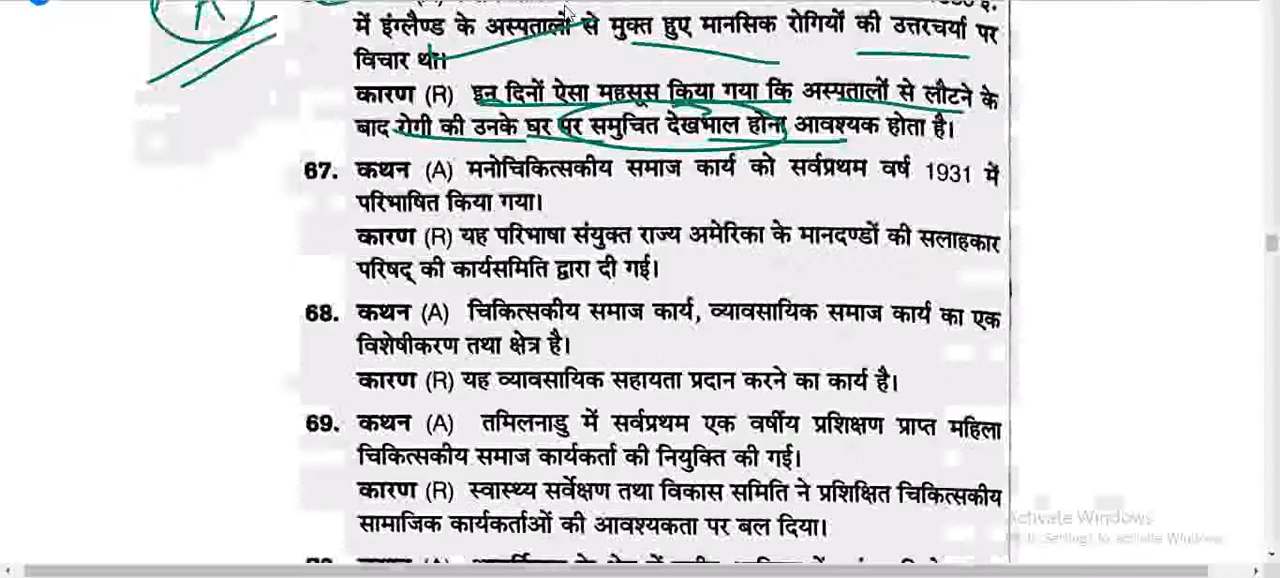 A
में इंग्लैण्ड के अस्पतालों से मुक्त हुए मानसिक रोगियों की उत्तरचर्या पर
विचार था।
कारण (R) इन दिनों ऐसा महसूस किया गया कि अस्पतालों से लौटने के
बाद रोगी की उनके घर पर समुचित देखभाल होना आवश्यक होता है।
67. कथन (A) मनोचिकित्सकीय समाज कार्य को सर्वप्रथम वर्ष 1931 में
परिभाषित किया गया।
कारण (R) यह परिभाषा संयुक्त राज्य अमेरिका के मानदण्डों की सलाहकार
परिषद् की कार्यसमिति द्वारा दी गई।
68. कथन (A) चिकित्सकीय समाज कार्य, व्यावसायिक समाज कार्य का एक
विशेषीकरण तथा क्षेत्र है।
कारण (R) यह व्यावसायिक सहायता प्रदान करने का कार्य है।
69. कथन (A) तमिलनाडु में सर्वप्रथम एक वर्षीय प्रशिक्षण प्राप्त महिला
चिकित्सकीय समाज कार्यकर्ता की नियुक्ति की गई।
कारण (R) स्वास्थ्य सर्वेक्षण तथा विकास समिति ने प्रशिक्षित चिकित्सकीय
सामाजिक कार्यकर्ताओं की आवश्यकता पर बल दिया।
Activate Windows
Settings to activate Windows